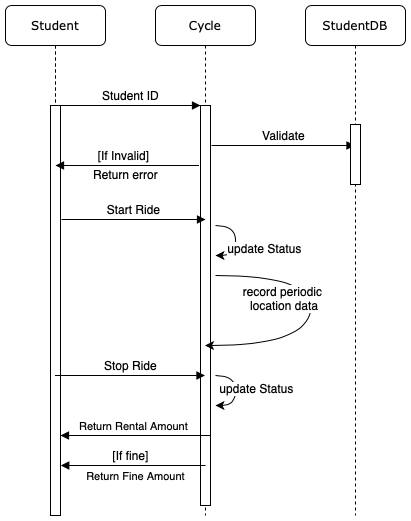 Student
Cycle
StudentDB
Student ID
Validate
[If Invalid]
Return error
Start Ride
update Status
record periodic
location data
Stop Ride
update Status
Return Rental Amount
[If fine]
Return Fine Amount